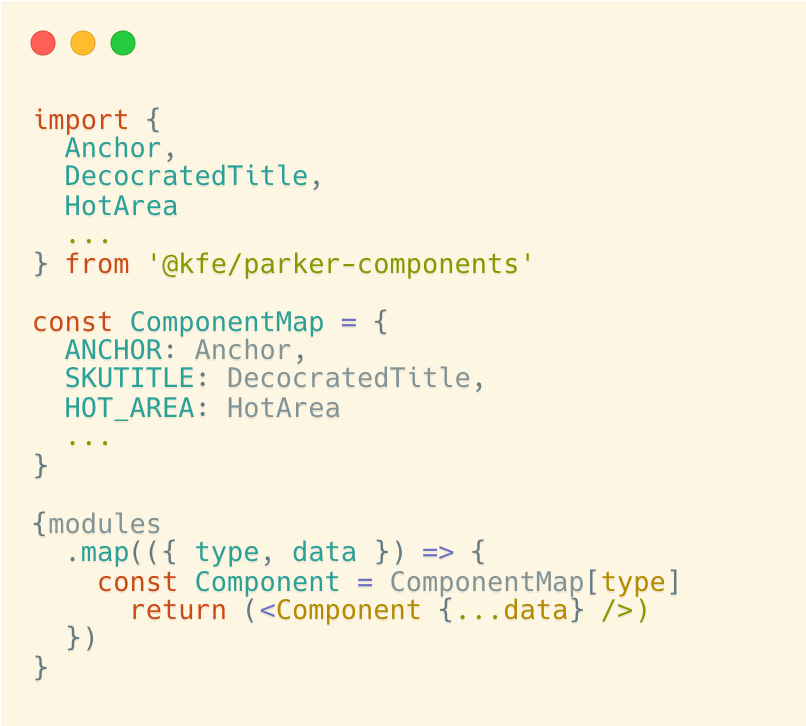 import {
  Anchor,
  DecocratedTitle,
  HotArea
  ...
} from '@kfe/parker-components'
const ComponentMap = {
  ANCHOR: Anchor,
  SKUTITLE: DecocratedTitle,
  HOT_AREA: HotArea
  ...
}
{modules
  .map(({ type, data }) => {
    const Component = ComponentMap[type]
      return (<Component {...data} />)
  })
}